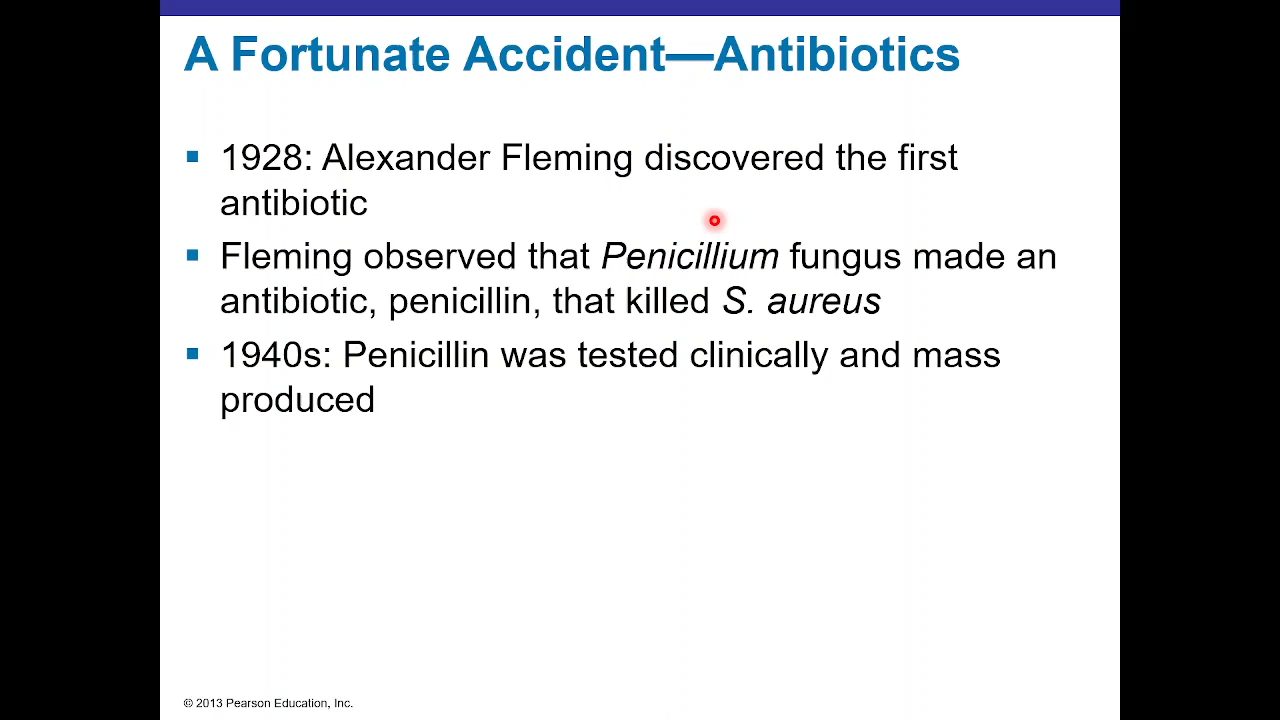 A Fortunate Accident—Antibiotics
▪ 1928: Alexander Fleming discovered the first
antibiotic
▪ Fleming observed that Penicillium fungus made an
antibiotic, penicillin, that killed S. aureus
▪ 1940s: Penicillin was tested clinically and mass
produced
© 2013 Pearson Education, Inc.